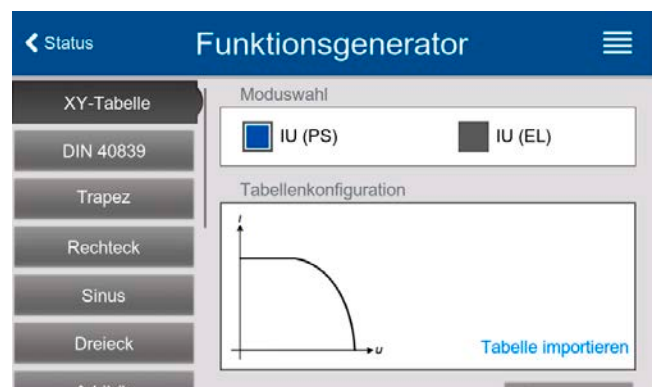 Status
Funktionsgenerator
XY-Tabelle
DIN 40839
Trapez
Rechteck
Sinus
Dreieck
Moduswahl
IU (PS)
IU (EL)
Tabellenkonfiguration
I
U
Tabelle importieren